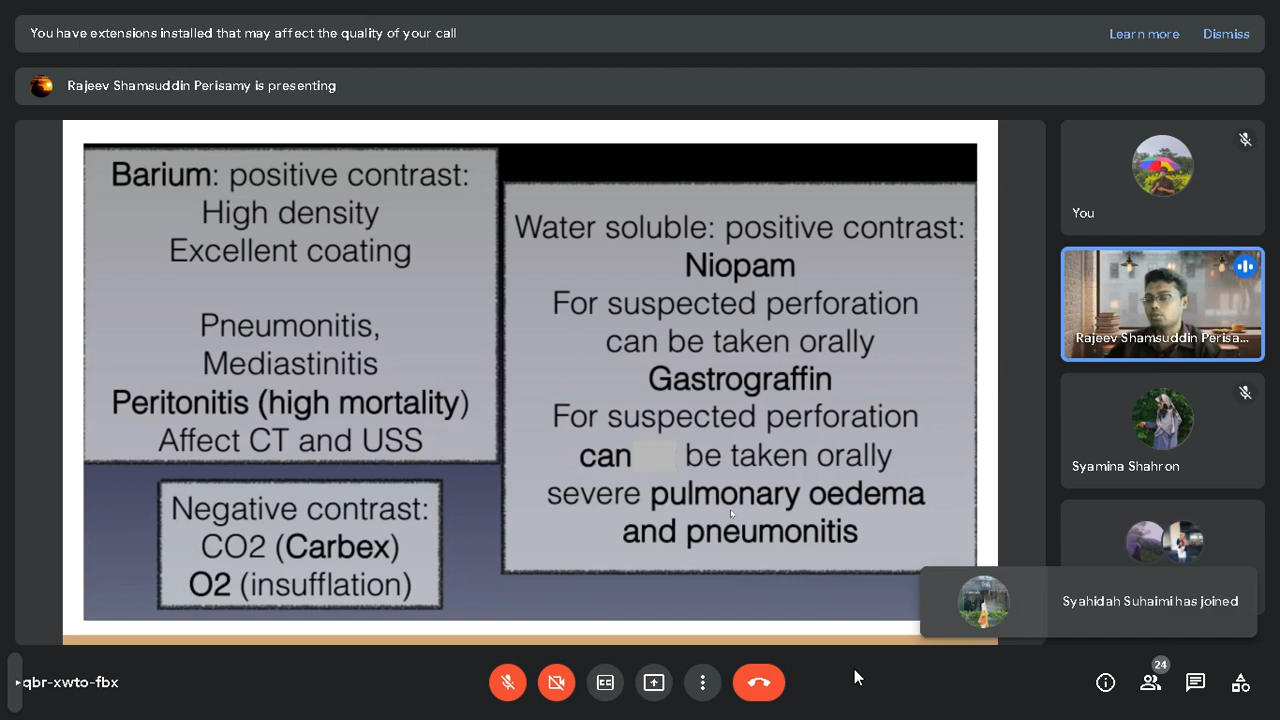 You have extensions installed that may affect the quality of your call
Learn more
Dismiss
Rajeev Shamsuddin Perisamy is presenting
Barium: positive contrast:
High density
Excellent coating
Pneumonitis,
Mediastinitis
Peritonitis (high mortality)
Affect CT and USS
Negative contrast:
CO2 (Carbex)
O2 (insufflation)
Water soluble: positive contrast:
Niopam
For suspected perforation
can be taken orally
Gastrograffin
For suspected perforation
can be taken orally
severe pulmonary oedema
and pneumonitis
You
Rajeev Shamsuddin Perisa...
Syamina Shahron
Syahidah Suhaimi has joined
qbr-xwto-fbx
24